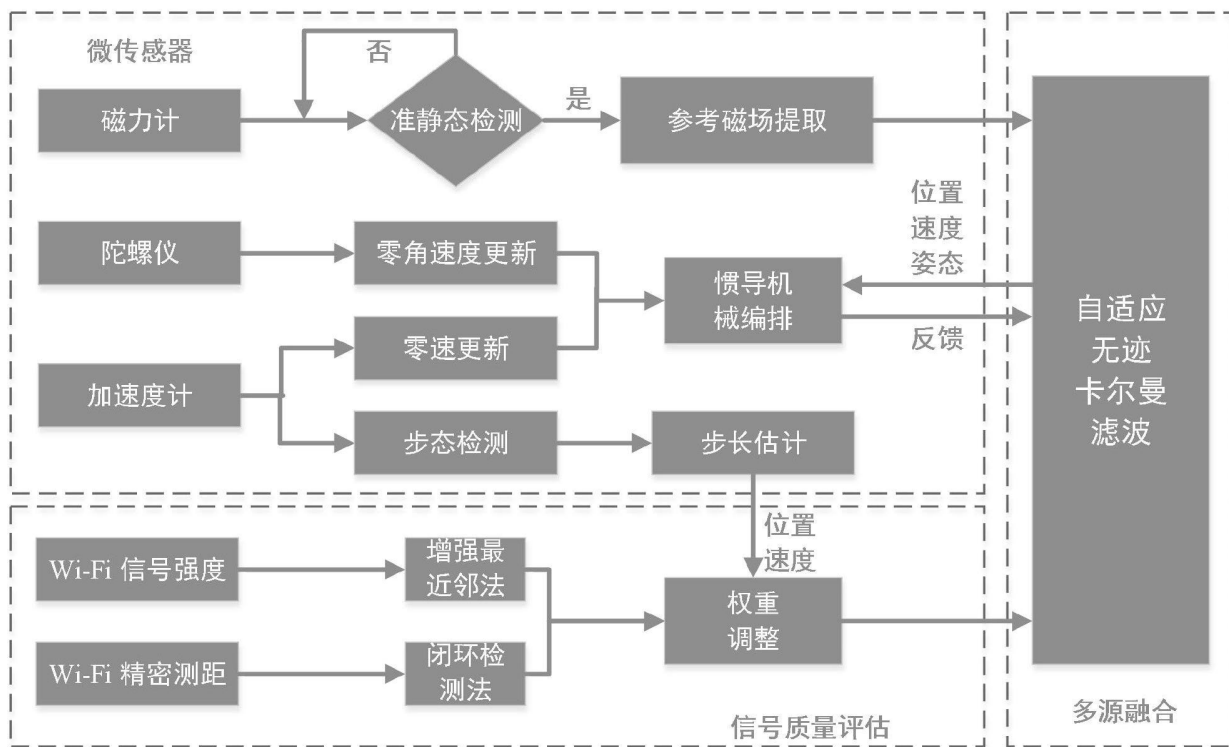 微传感器
否
磁力计
准静态检测
是
参考磁场提取
位置
速度
姿态
陀螺仪
零角速度更新
惯导机
械编排
反馈
零速更新
加速度计
步态检测
步长估计
自适应
无迹
卡尔曼
滤波
位置
速度
Wi-Fi 信号强度
增强最
近邻法
权重
调整
Wi-Fi 精密测距
闭环检
测法
信号质量评估
多源融合